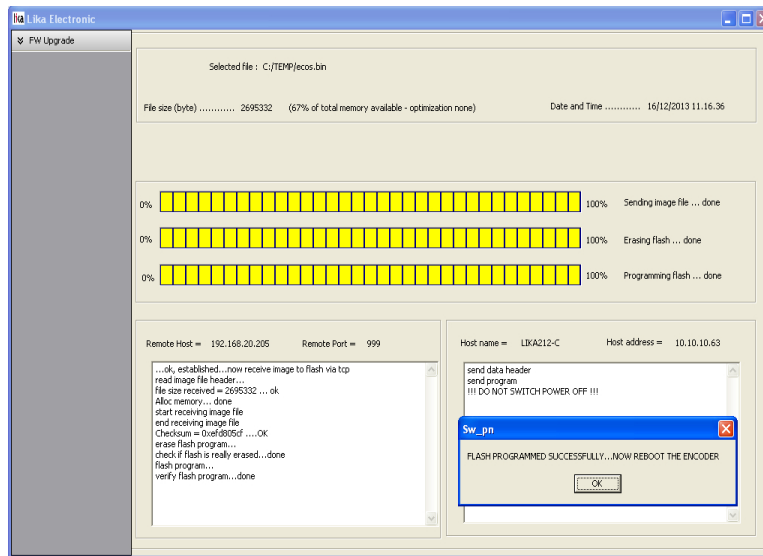 lika Lika Electronic
FW Upgrade
Selected file : C:/TEMP/ecos.bin
File size (byte) ............ 2695332 (67% of total memory available - optimization none) Date and Time ............ 16/12/2013 11.16.36
0% 100% Sending image file ... done
0% 100% Erasing flash ... done
0% 100% Programming flash ... done
Remote Host = 192.168.20.205 Remote Port = 999
...ok, established...now receive image to flash via tcp
read image file header...
file size received = 2695332 ... ok
Alloc memory... done
start receiving image file
end receiving image file
Checksum = 0xefd805cf ....OK
erase flash program...
check if flash is really erased...done
flash program...
verify flash program...done
Host name = LIKA212-C Host address = 10.10.10.63
send data header
send program
!!! DO NOT SWITCH POWER OFF !!!
Sw_pn
FLASH PROGRAMMED SUCCESSFULLY...NOW REBOOT THE ENCODER
OK